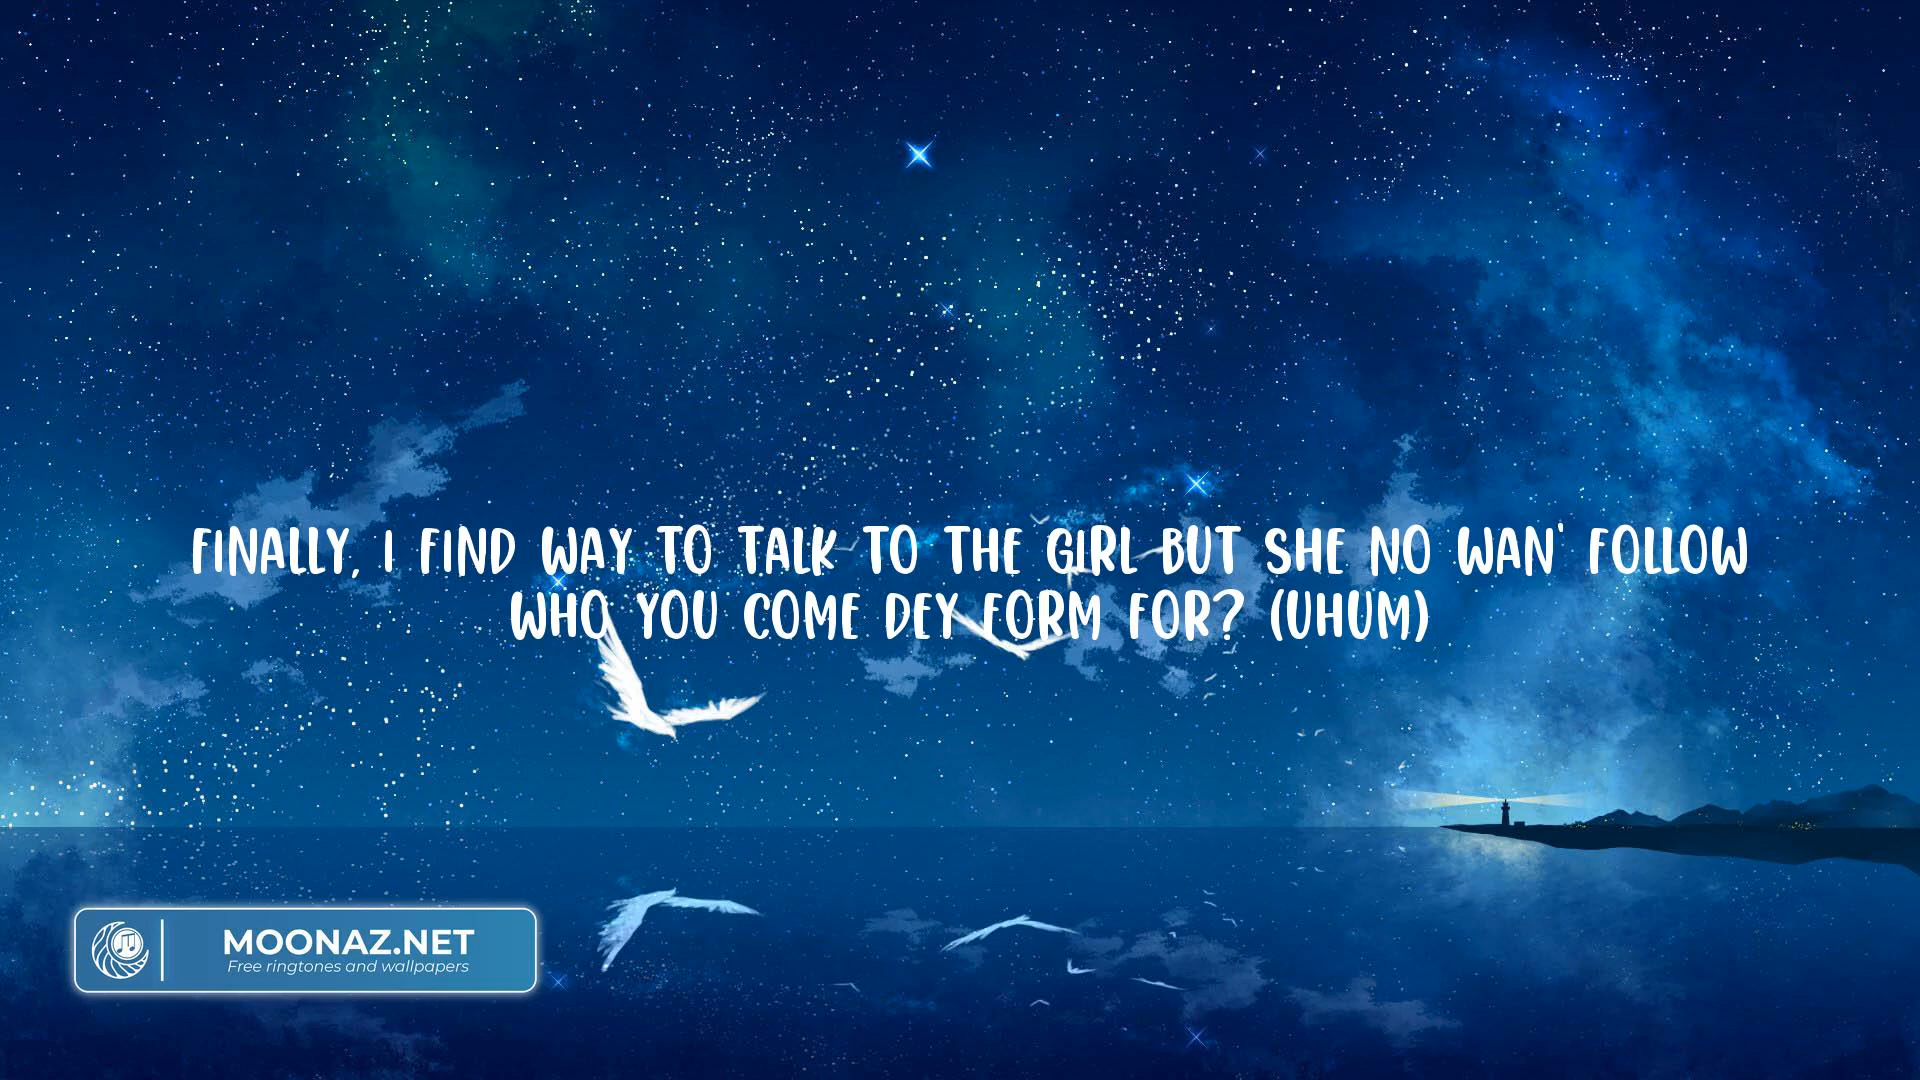 FINALLY, I FIND WAY TO TALK TO THE GIRL BUT SHE NO WAN' FOLLOW
WHO YOU COME DEY FORM FOR? (UHUM)
MOONAZ.NET
Free ringtones and wallpapers